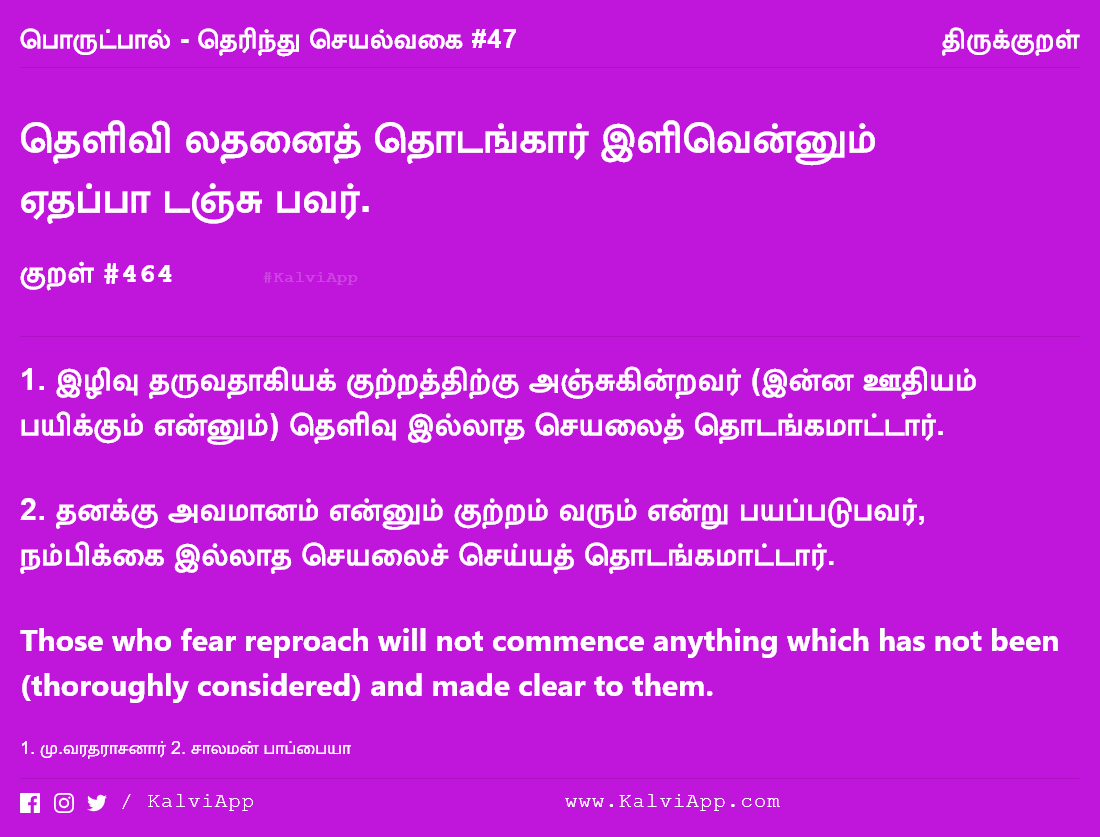 பொருட்பால் - தெரிந்து செயல்வகை #47
திருக்குறள்
தெளிவி லதனைத் தொடங்கார் இளிவென்னும்
ஏதப்பா டஞ்சு பவர்.
குறள் #464
#KalviApp
1. இழிவு தருவதாகியக் குற்றத்திற்கு அஞ்சுகின்றவர் (இன்ன ஊதியம்
பயிக்கும் என்னும்) தெளிவு இல்லாத செயலைத் தொடங்கமாட்டார்.
2. தனக்கு அவமானம் என்னும் குற்றம் வரும் என்று பயப்படுபவர்,
நம்பிக்கை இல்லாத செயலைச் செய்யத் தொடங்கமாட்டார்.
Those who fear reproach will not commence anything which has not been
(thoroughly considered) and made clear to them.
1. மு.வரதராசனார் 2. சாலமன் பாப்பையா
/ KalviApp
www.KalviApp.com